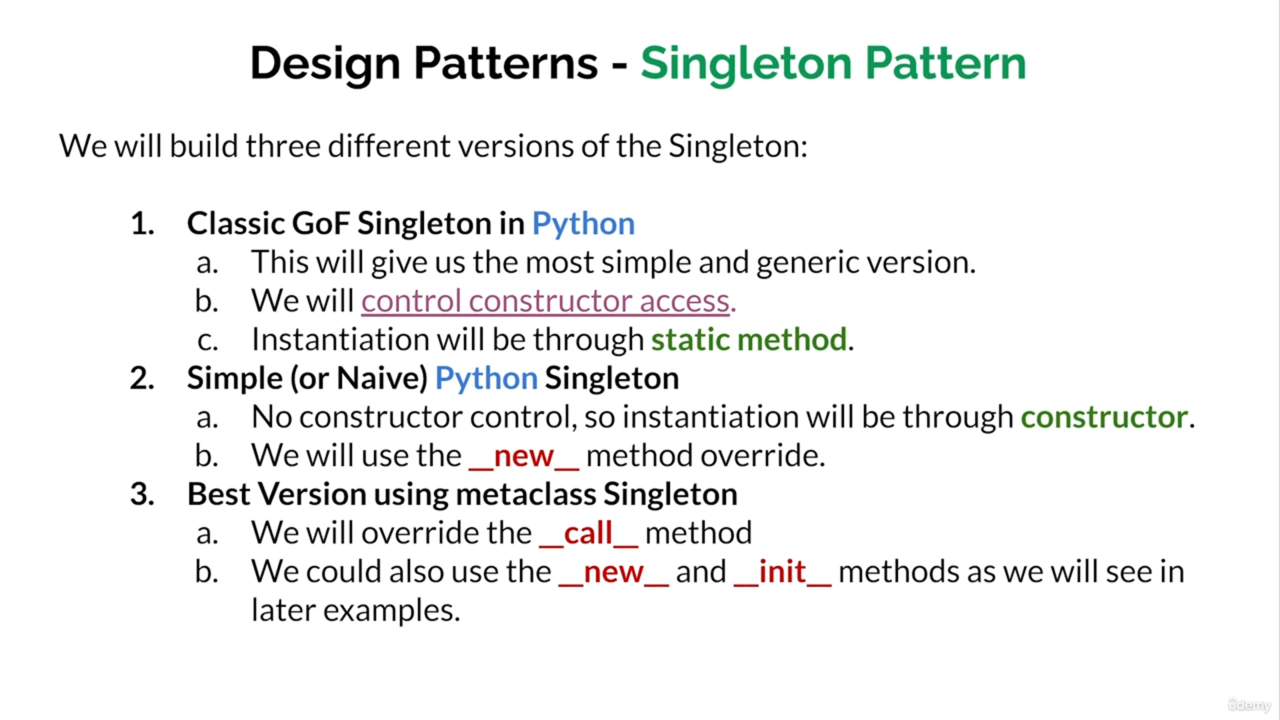 Design Patterns - Singleton Pattern
We will build three different versions of the Singleton:
1. Classic GoF Singleton in Python
a. This will give us the most simple and generic version.
b. We will control constructor access.
c. Instantiation will be through static method.
2. Simple (or Naive) Python Singleton
a. No constructor control, so instantiation will be through constructor.
b. We will use the __new__ method override.
3. Best Version using metaclass Singleton
a. We will override the __call__ method
b. We could also use the __new__ and __init__ methods as we will see in
later examples.
ûdemy